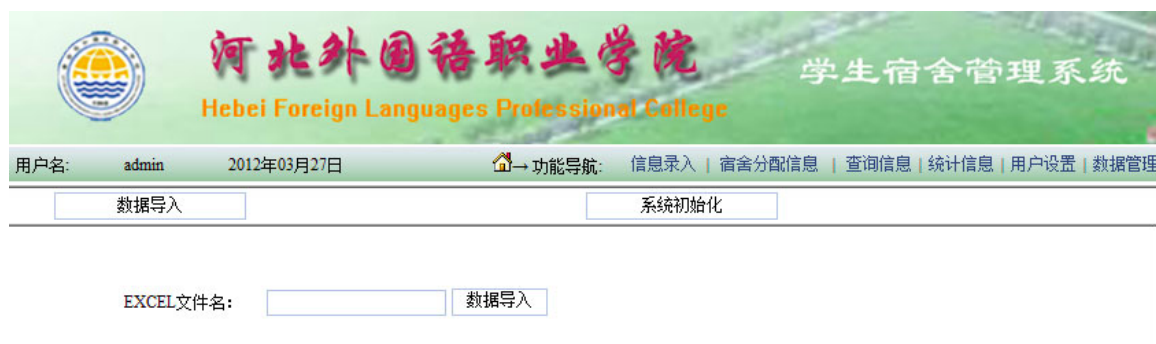 河北外国语职业学院
学生宿舍管理系统
Hebei Foreign Languages Professional College
用户名: admin 2012年03月27日 →功能导航: 信息录入 | 宿舍分配信息 | 查询信息 | 统计信息 | 用户设置 | 数据管理
数据导入 系统初始化
EXCEL文件名: 数据导入